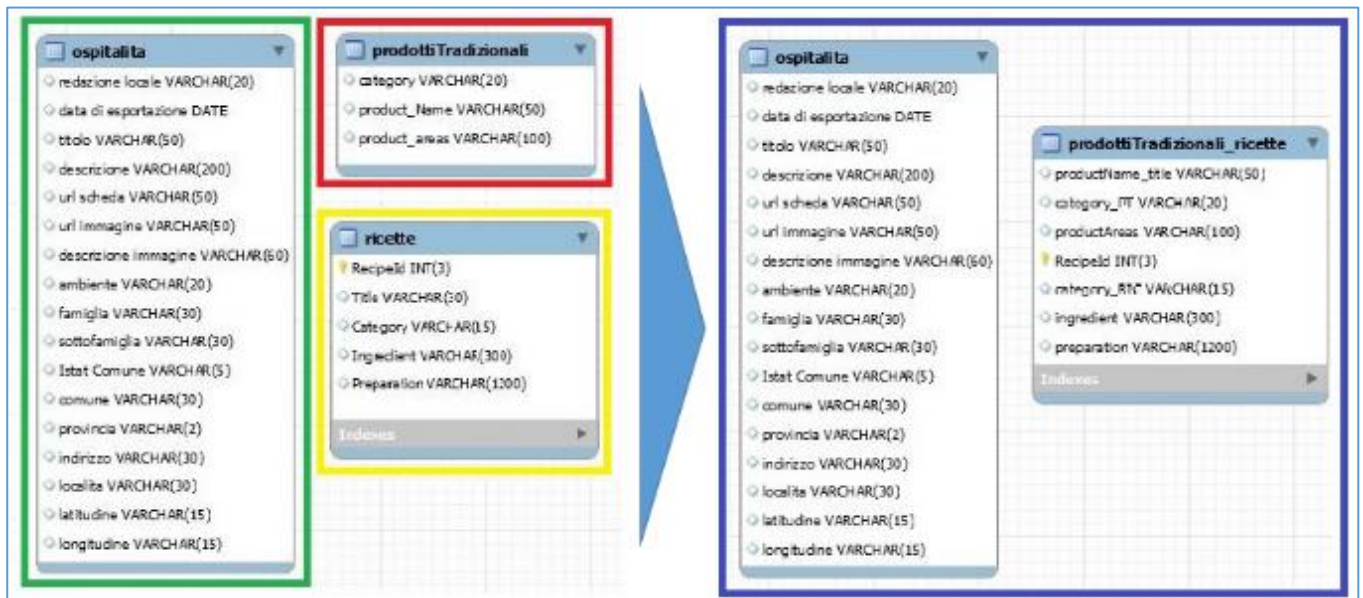 ospitalita
redazione locale VARCHAR(20)
data di esportazione DATE
titolo VARCHAR(50)
descrizione VARCHAR(200)
url scheda VARCHAR(50)
url immagine VARCHAR(50)
descrizione immagine VARCHAR(60)
ambiente VARCHAR(20)
famiglia VARCHAR(30)
sottofamiglia VARCHAR(30)
Istat Comune VARCHAR(5)
comune VARCHAR(30)
provincia VARCHAR(2)
indirizzo VARCHAR(30)
localita VARCHAR(30)
latitudine VARCHAR(15)
longitudine VARCHAR(15)
prodottiTradizionali
category VARCHAR(20)
product_Name VARCHAR(50)
product_areas VARCHAR(100)
ricette
RecipeId INT(3)
Title VARCHAR(30)
Category VARCHAR(15)
Ingredient VARCHAR(300)
Preparation VARCHAR(1200)
Indexes
ospitalita
redazione locale VARCHAR(20)
data di esportazione DATE
titolo VARCHAR(50)
descrizione VARCHAR(200)
url scheda VARCHAR(50)
url immagine VARCHAR(50)
descrizione immagine VARCHAR(60)
ambiente VARCHAR(20)
famiglia VARCHAR(30)
sottofamiglia VARCHAR(30)
Istat Comune VARCHAR(5)
comune VARCHAR(30)
provincia VARCHAR(2)
indirizzo VARCHAR(30)
localita VARCHAR(30)
latitudine VARCHAR(15)
longitudine VARCHAR(15)
prodottiTradizionali_ricette
productName_title VARCHAR(50)
category_PT VARCHAR(20)
productAreas VARCHAR(100)
RecipeId INT(3)
VARCHAR(15)
ingredient VARCHAR(300)
preparation VARCHAR(1200)
Indexes